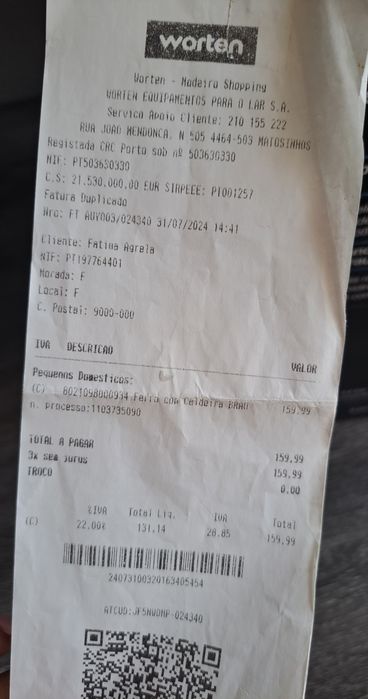 worten
Worten - Madeira Shopping
WORTEN EQUIPAMENTOS PARA O LAR S.A.
Servico Apoio Cliente: 210 155 222
RUA JOAO MENDONCA, N 505 4464-503 MATOSINHOS
Registada CRC Porto sob nº 503630330
NIF: PT503630330
C.S: 21.530.000,00 EUR SIRPEEE: PT001257
Fatura Duplicado
Nro: FT AUY003/024340 31/07/2024 14:41
Cliente: Fatima Agrela
NIF: PT197764401
Morada: F
Local: F
C. Postal: 9000-000
IVA DESCRICAO VALOR
Pequenos Domesticos:
(C) 8021098000934 Ferro com Caldeira BRAU 159,99
n. processo:1103735090
TOTAL A PAGAR 159,99
3x sem juros 159,99
TROCO 0.00
%IVA Total Liq. IVA Total
(C) 22.00% 131,14 28,85 159,99
24073100320163405454
ATCUD:JF5NWDMP-024340